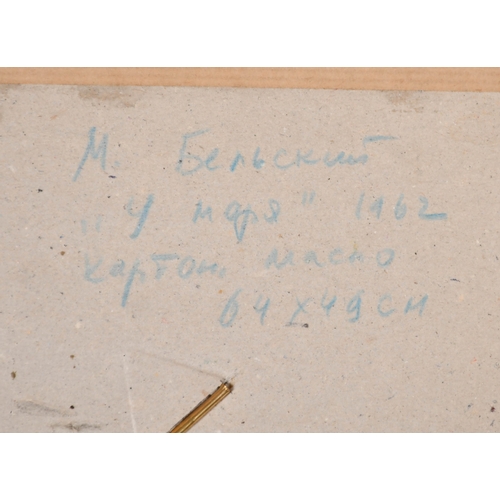 М. Бельский
„У моря" 1962
картон, масло
64х49см